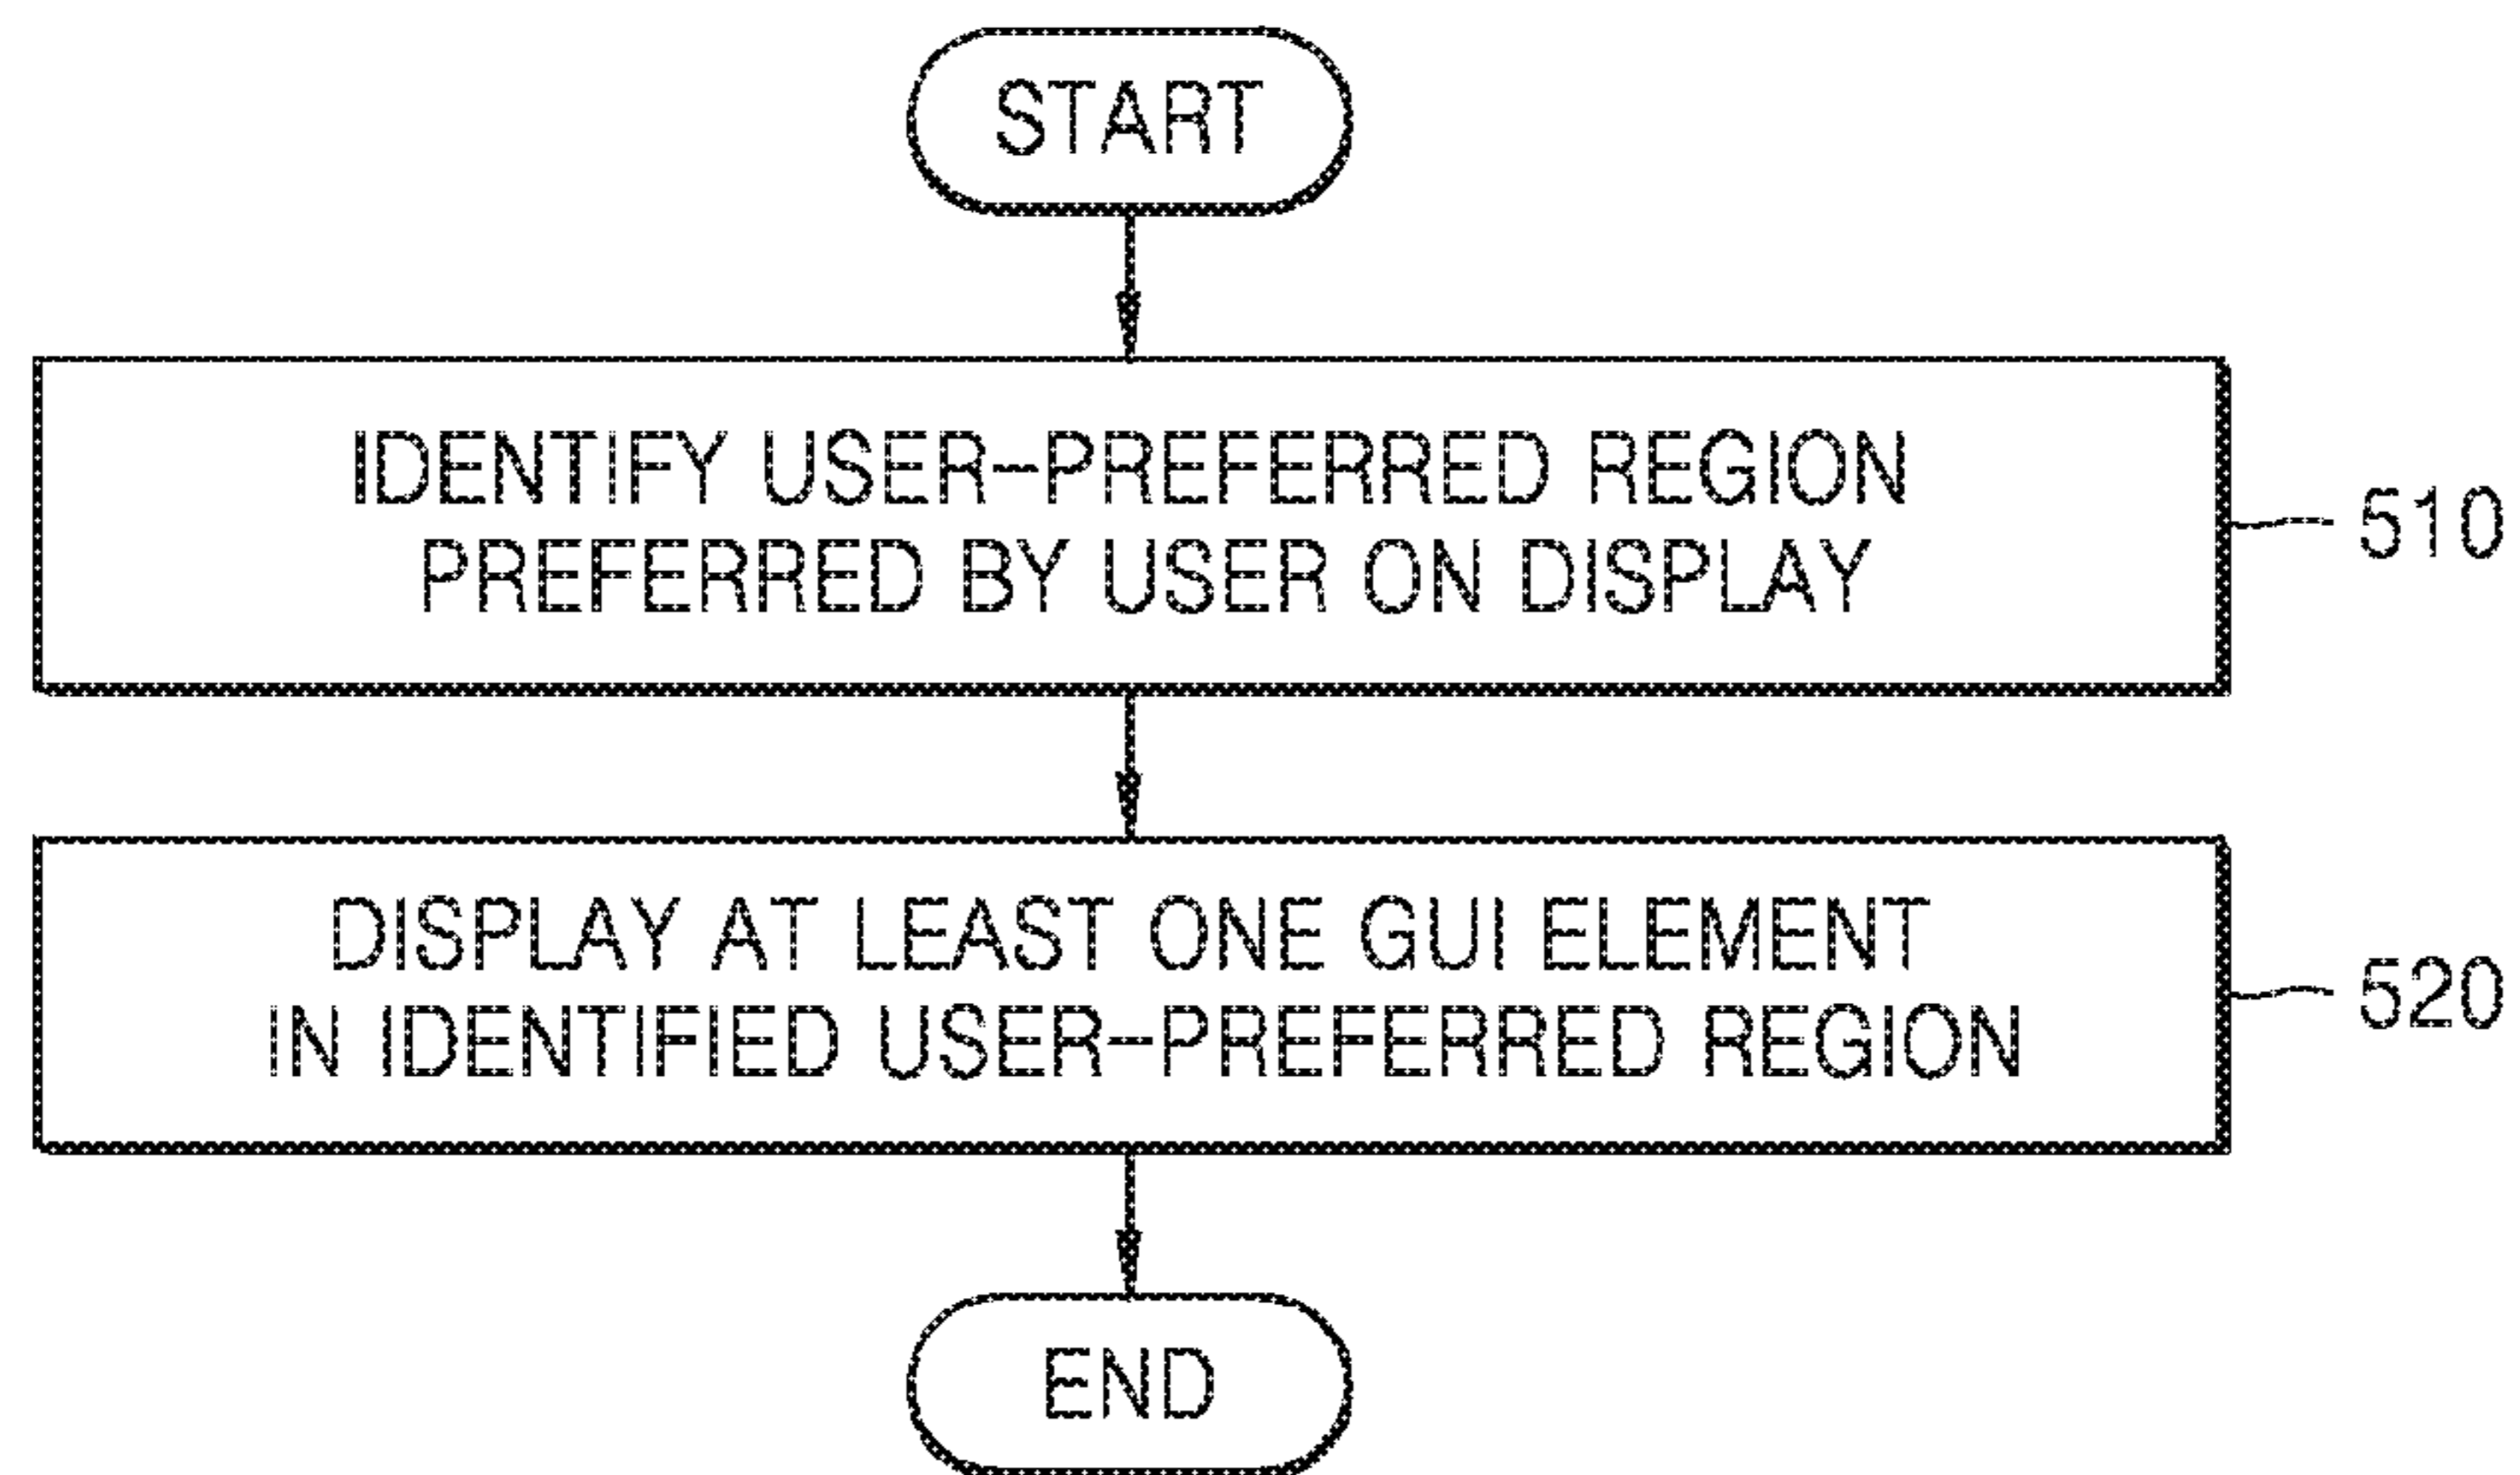 START
IDENTIFY USER-PREFERRED REGION
PREFERRED BY USER ON DISPLAY
510
DISPLAY AT LEAST ONE GUI ELEMENT
IN IDENTIFIED USER-PREFERRED REGION
520
END